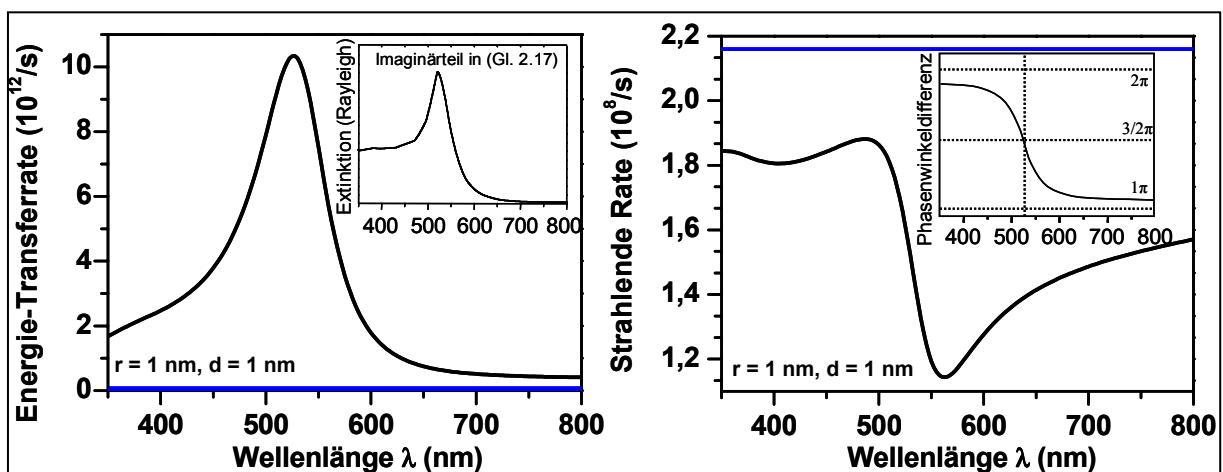 Energie-Transferrate (10¹²/s)
10
8
6
4
2
0
400 500 600 700 800
Wellenlänge λ (nm)
r = 1 nm, d = 1 nm
Extinktion (Rayleigh)
Imaginärteil in (Gl. 2.17)
400 500 600 700 800
Strahlende Rate (10⁸/s)
2,2
2,0
1,8
1,6
1,4
1,2
400 500 600 700 800
Wellenlänge λ (nm)
r = 1 nm, d = 1 nm
Phasenwinkeldifferenz
2π
3/2π
1π
400 500 600 700 800